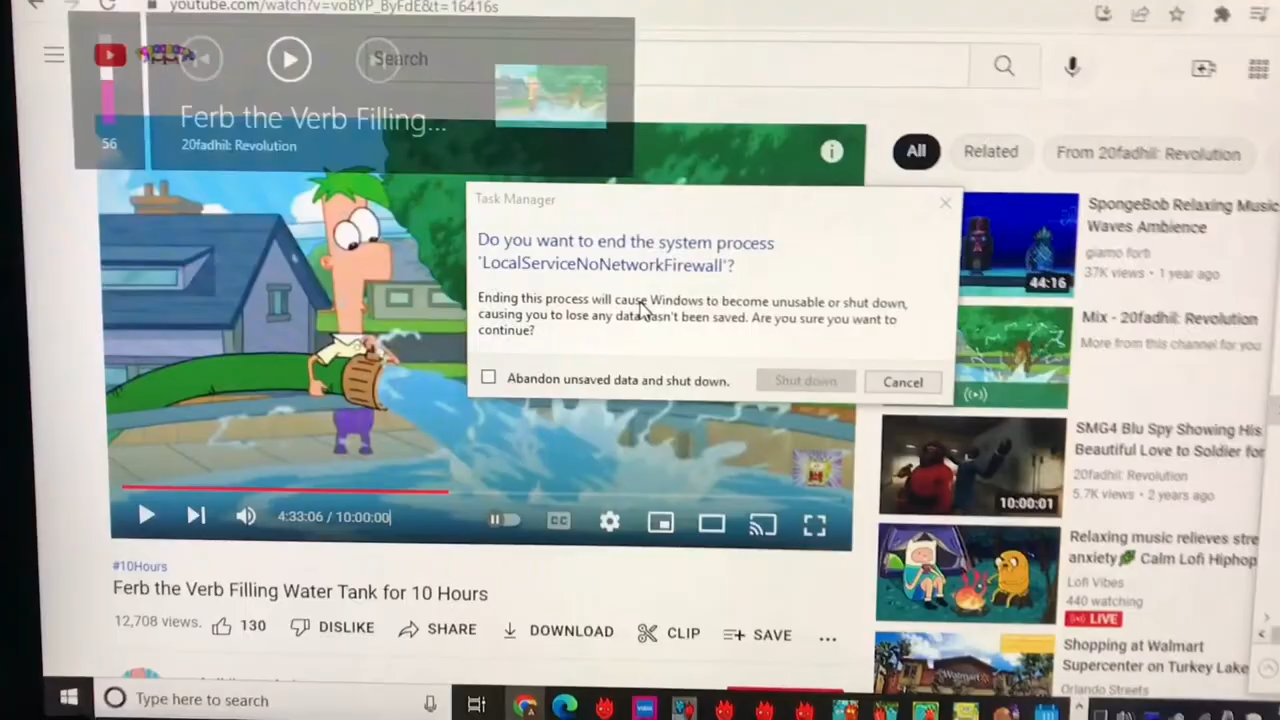 youtube.com/watch?v=voBYP_ByFdE&t=16416s
Search
Ferb the Verb Filling...
20fadhil: Revolution
56
All
Related
From 20fadhil: Revolution
Task Manager
Do you want to end the system process
'LocalServiceNoNetworkFirewall'?
Ending this process will cause Windows to become unusable or shut down,
causing you to lose any data hasn't been saved. Are you sure you want to
continue?
Abandon unsaved data and shut down.
Shut down
Cancel
SpongeBob Relaxing Music
Waves Ambience
giamo forti
37K views • 1 year ago
44:16
Mix - 20fadhil: Revolution
More from this channel for you
SMG4 Blu Spy Showing His
Beautiful Love to Soldier for
20fadhil: Revolution
5.7K views • 2 years ago
10:00:01
Relaxing music relieves stre
anxiety Calm Lofi Hiphop
Lofi Vibes
440 watching
LIVE
Shopping at Walmart
Supercenter on Turkey Lake
Orlando Streets
Walmart
4:33:06 / 10:00:00
CC
#10Hours
Ferb the Verb Filling Water Tank for 10 Hours
12,708 views.
130
DISLIKE
SHARE
DOWNLOAD
CLIP
SAVE
Type here to search